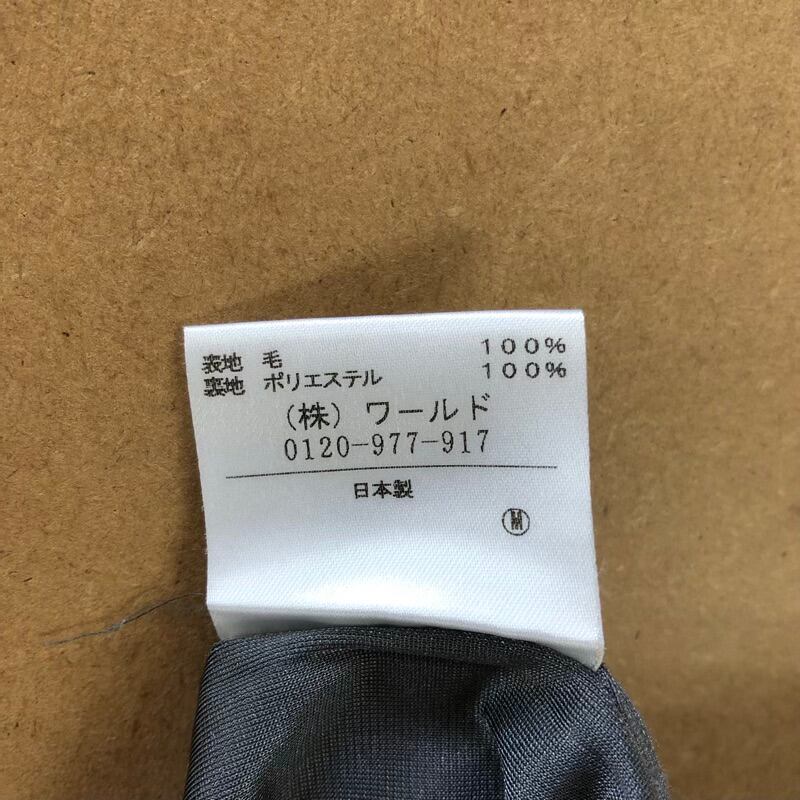 表地 毛 100%
裏地 ポリエステル 100%
(株)ワールド
0120-977-917
日本製
Ⓜ